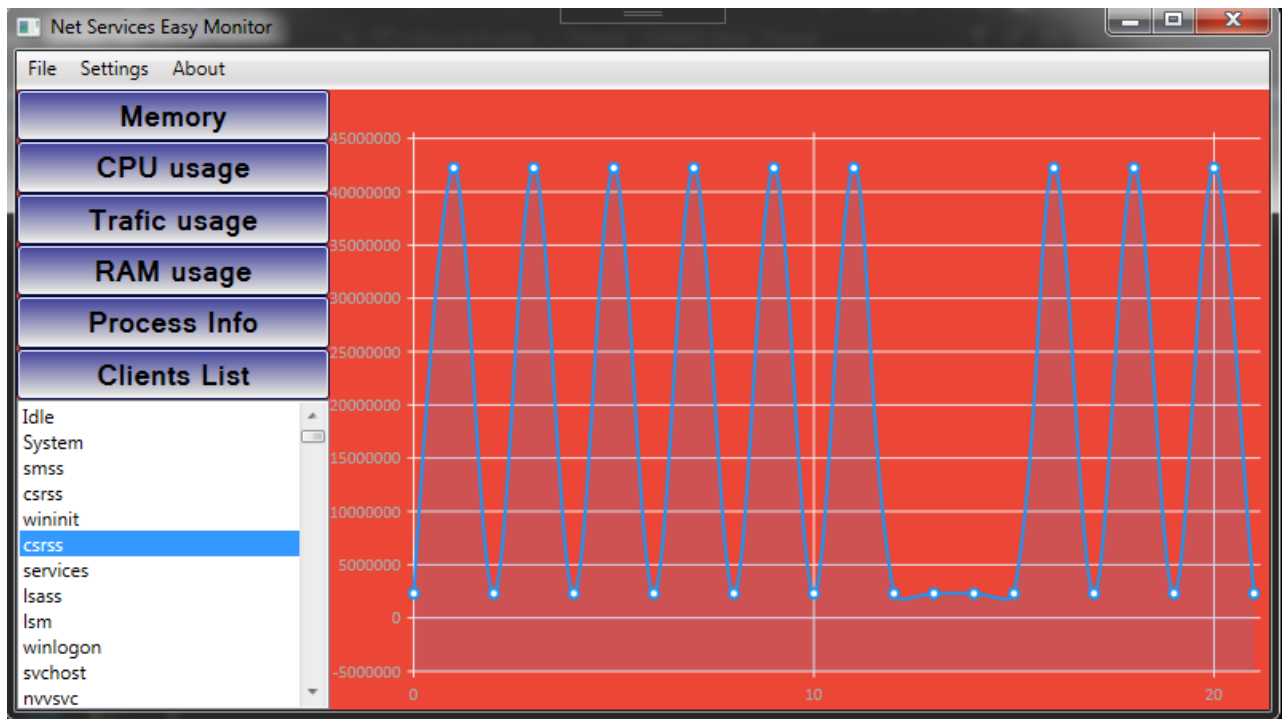 Net Services Easy Monitor
File Settings About
Memory
CPU usage
Trafic usage
RAM usage
Process Info
Clients List
Idle
System
smss
csrss
wininit
csrss
services
lsass
lsm
winlogon
svchost
nvvsvc
45000000
40000000
35000000
30000000
25000000
20000000
15000000
10000000
5000000
0
-5000000
0 10 20